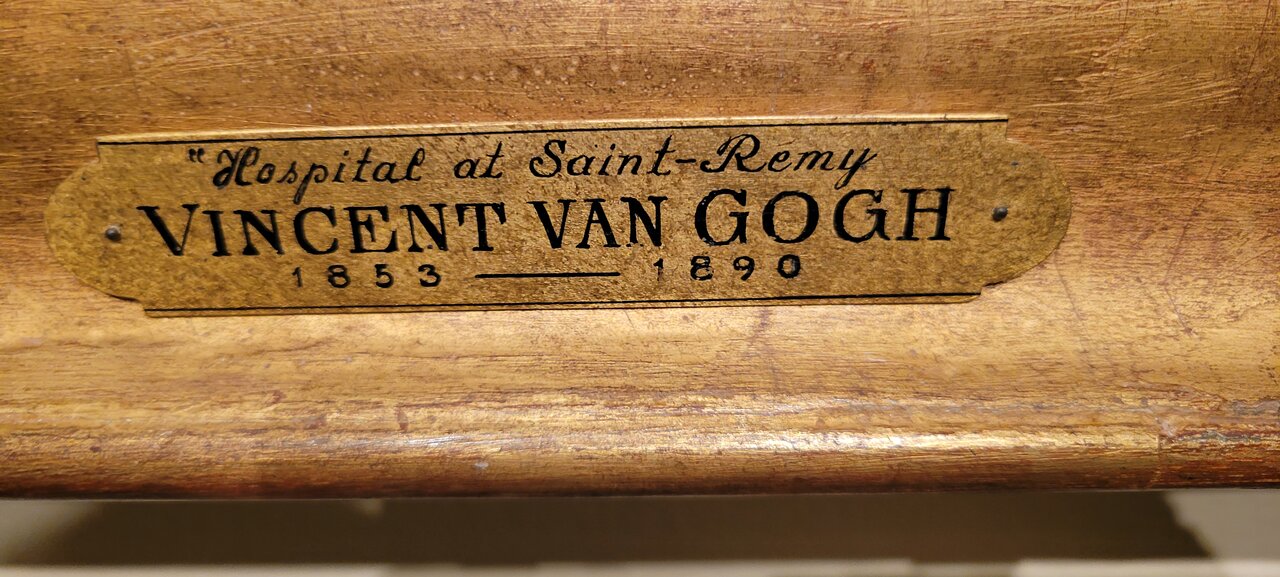 "Hospital at Saint-Remy
VINCENT VAN GOGH
1853 — 1890